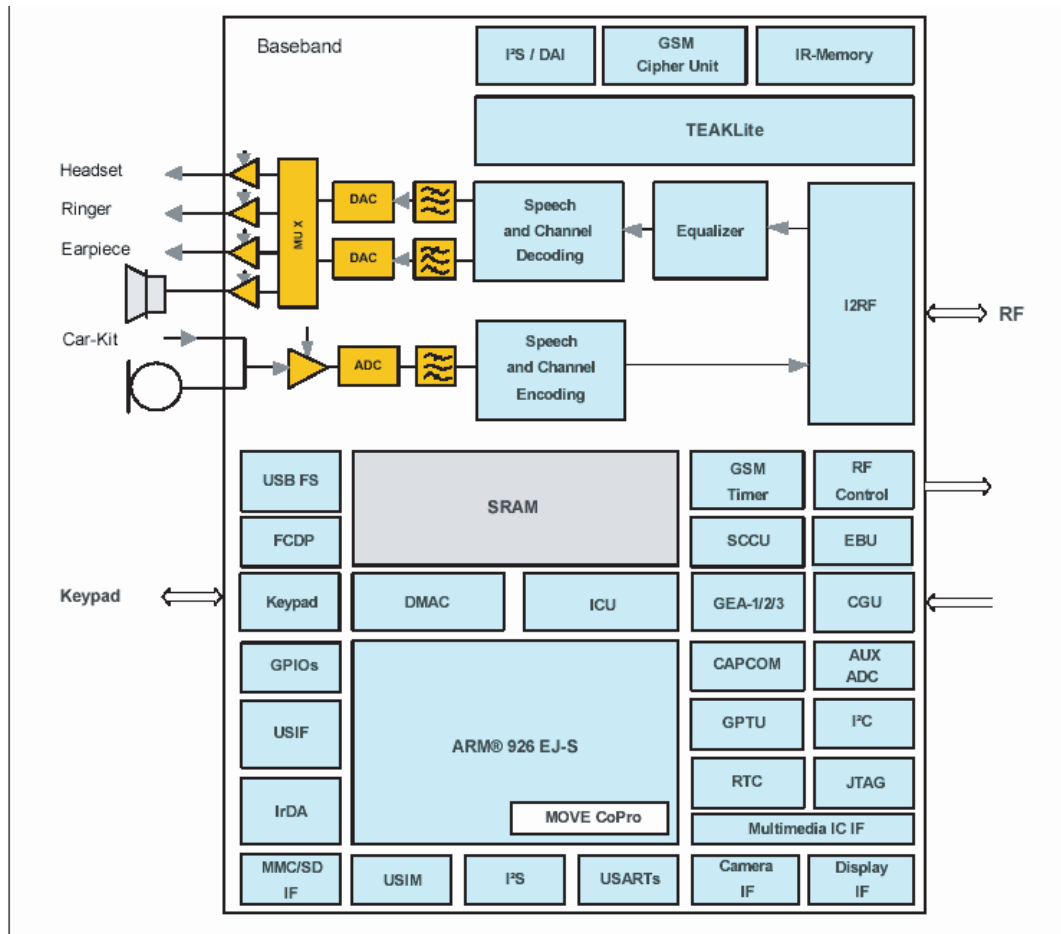 Baseband
I²S / DAI
GSM
Cipher Unit
IR-Memory
TEAKLite
Headset
Ringer
Earpiece
Car-Kit
MU X
DAC
DAC
Speech
and Channel
Decoding
Equalizer
I2RF
RF
ADC
Speech
and Channel
Encoding
USB FS
SRAM
GSM
Timer
RF
Control
FCDP
SCCU
EBU
Keypad
Keypad
DMAC
ICU
GEA-1/2/3
CGU
GPIOs
ARM® 926 EJ-S
CAPCOM
AUX
ADC
USIF
GPTU
I²C
IrDA
MOVE CoPro
RTC
JTAG
Multimedia IC IF
MMC/SD
IF
USIM
I²S
USARTs
Camera
IF
Display
IF